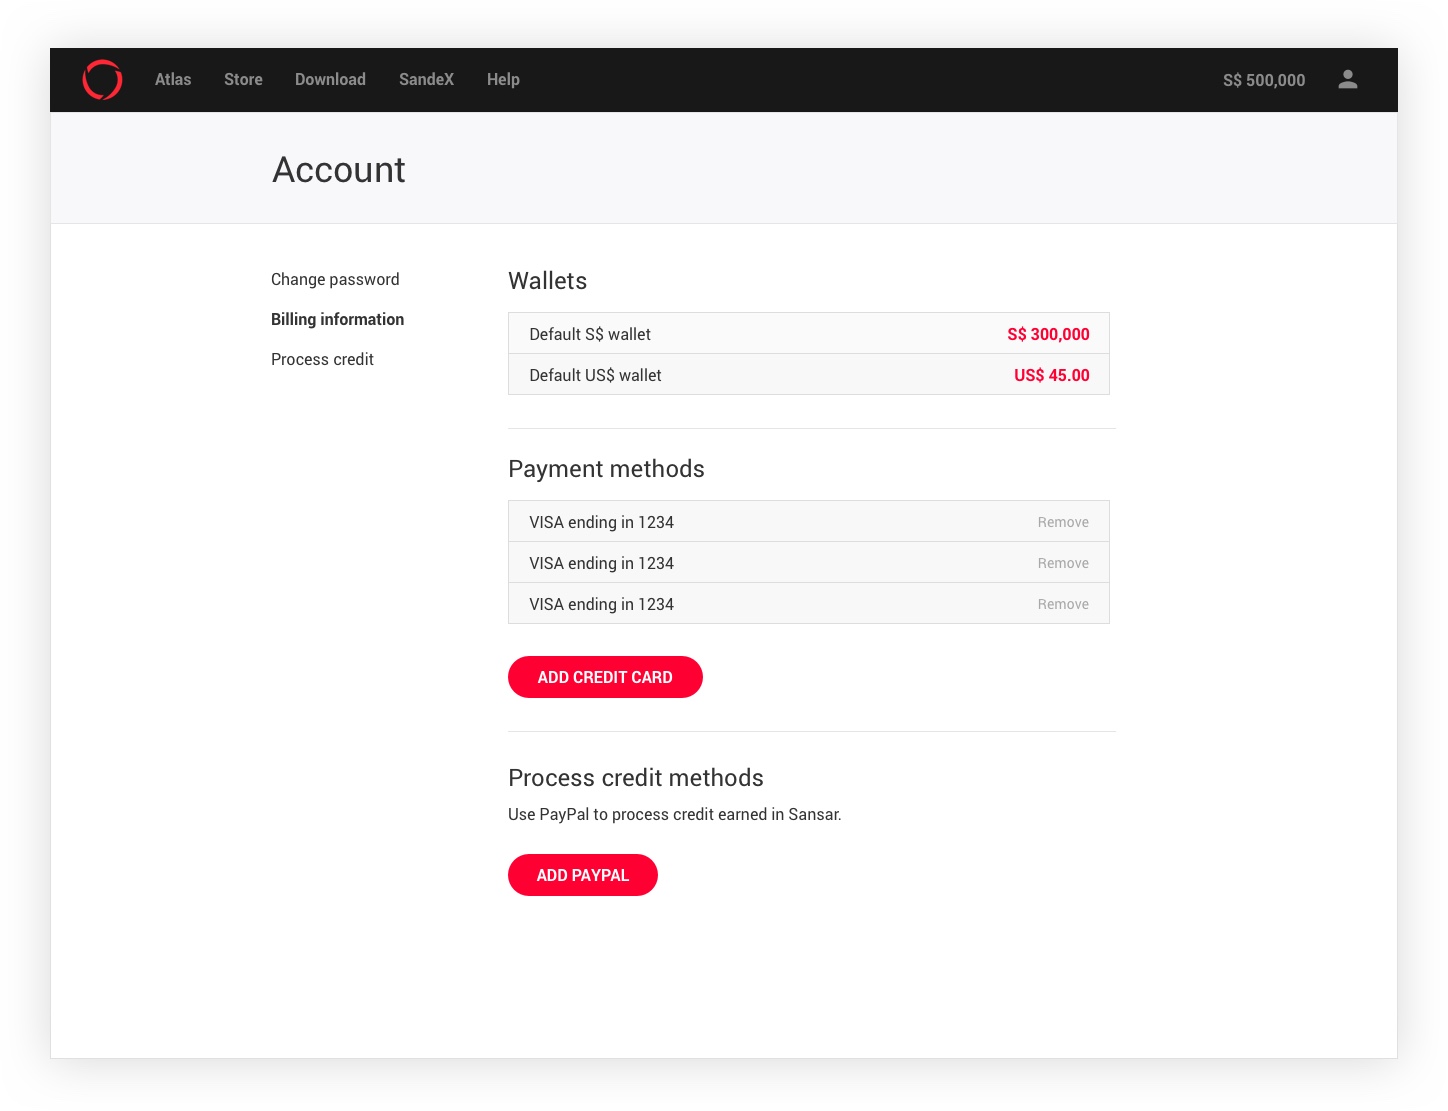 Atlas Store Download SandeX Help S$ 500,000
Account
Change password
Billing information
Process credit
Wallets
Default S$ wallet S$ 300,000
Default US$ wallet US$ 45.00
Payment methods
VISA ending in 1234 Remove
VISA ending in 1234 Remove
VISA ending in 1234 Remove
ADD CREDIT CARD
Process credit methods
Use PayPal to process credit earned in Sansar.
ADD PAYPAL